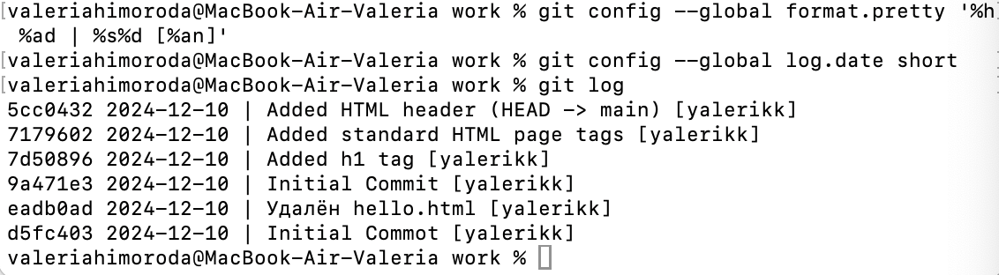 [valeriahimoroda@MacBook-Air-Valeria work % git config --global format.pretty '%h
%ad | %s%d [%an]'
[valeriahimoroda@MacBook-Air-Valeria work % git config --global log.date short
[valeriahimoroda@MacBook-Air-Valeria work % git log
5cc0432 2024-12-10 | Added HTML header (HEAD -> main) [yalerikk]
7179602 2024-12-10 | Added standard HTML page tags [yalerikk]
7d50896 2024-12-10 | Added h1 tag [yalerikk]
9a471e3 2024-12-10 | Initial Commit [yalerikk]
eadb0ad 2024-12-10 | Удалён hello.html [yalerikk]
d5fc403 2024-12-10 | Initial Commot [yalerikk]
valeriahimoroda@MacBook-Air-Valeria work %